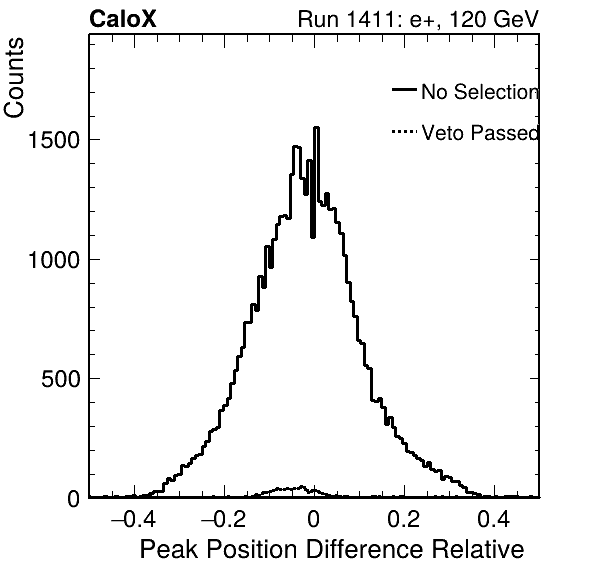 CaloX Run 1411: e+, 120 GeV
Counts
No Selection
Veto Passed
1500
1000
500
0
−0.4 −0.2 0 0.2 0.4
Peak Position Difference Relative